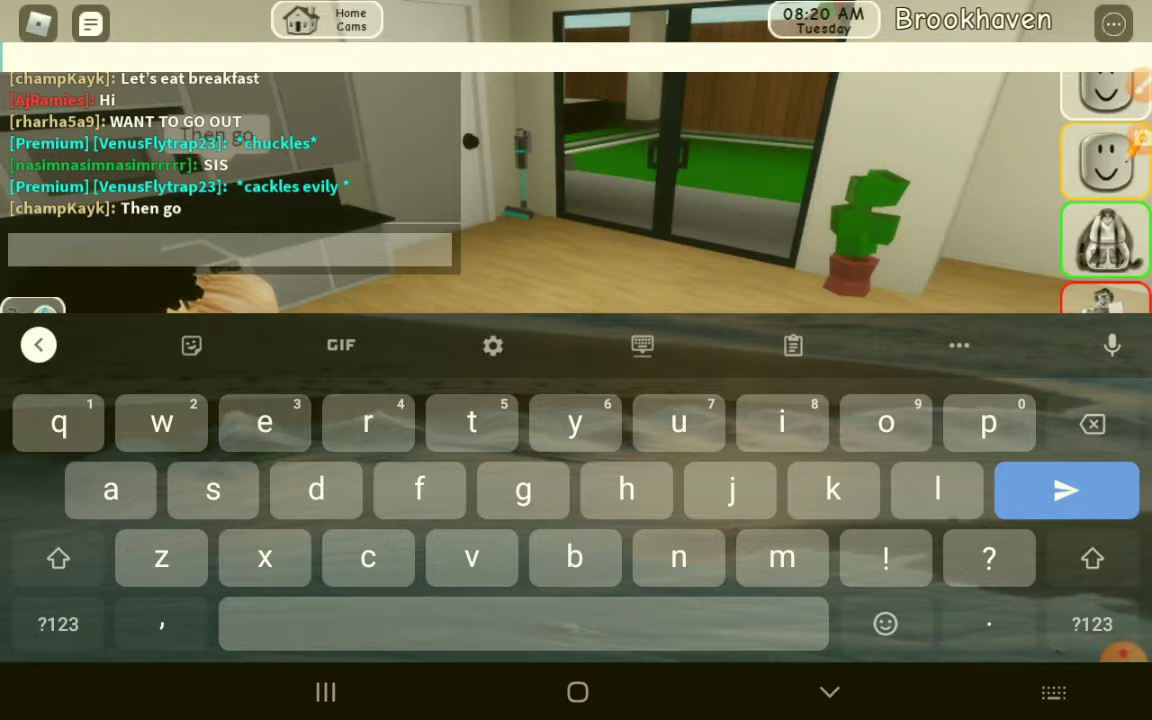 Home
Cams
08:20 AM
Tuesday
Brookhaven
[champKayk]: Let's eat breakfast
[AjRamies]: Hi
[rharha5a9]: WANT TO GO OUT
Then go
[Premium] [VenusFlytrap23]: *chuckles*
[nasimnasimnasimrrrrr]: SIS
[Premium] [VenusFlytrap23]: *cackles evily *
[champKayk]: Then go
GIF
q 1 w 2 e 3 r 4 t 5 y 6 u 7 i 8 o 9 p 0
a s d f g h j k l
z x c v b n m ! ?
?123 , . ?123